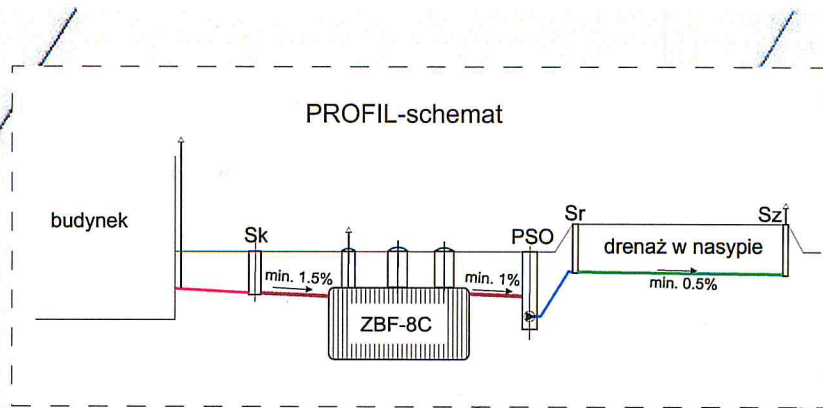 PROFIL-schemat
budynek
Sk
min. 1.5%
ZBF-8C
min. 1%
PSO
Sr
drenaż w nasypie
Sz
min. 0.5%